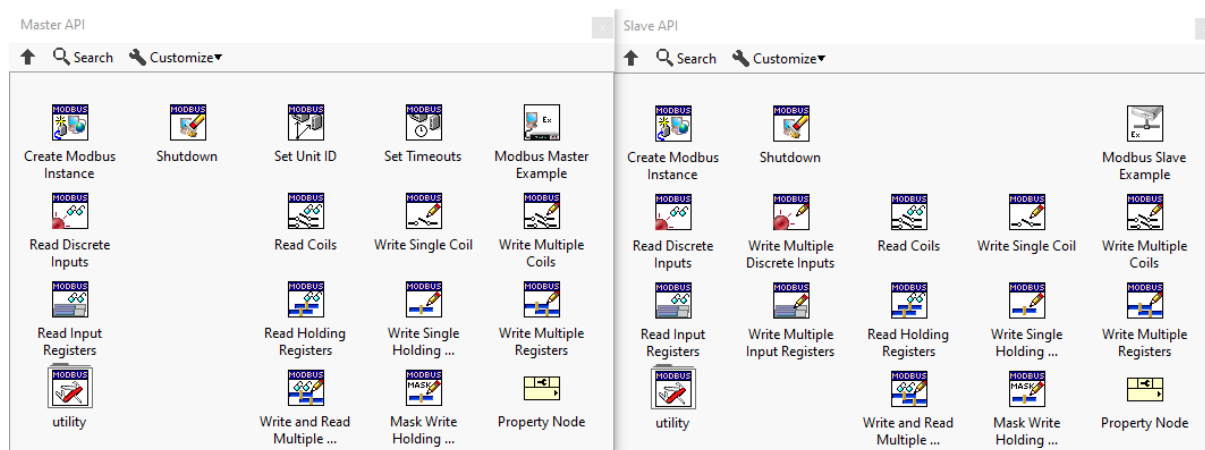 Master API
x
Search
Customize
MODBUS
Create Modbus
Instance
MODBUS
Shutdown
MODBUS
Set Unit ID
MODBUS
Set Timeouts
Ex
Modbus Master
Example
MODBUS
Read Discrete
Inputs
MODBUS
Read Coils
MODBUS
Write Single Coil
MODBUS
Write Multiple
Coils
MODBUS
Read Input
Registers
MODBUS
Read Holding
Registers
MODBUS
Write Single
Holding ...
MODBUS
Write Multiple
Registers
MODBUS
utility
MODBUS
Write and Read
Multiple ...
MODBUS
MASK
Mask Write
Holding ...
Property Node
Slave API
Search
Customize
MODBUS
Create Modbus
Instance
MODBUS
Shutdown
Ex
Modbus Slave
Example
MODBUS
Read Discrete
Inputs
MODBUS
Write Multiple
Discrete Inputs
MODBUS
Read Coils
MODBUS
Write Single Coil
MODBUS
Write Multiple
Coils
MODBUS
Read Input
Registers
MODBUS
Write Multiple
Input Registers
MODBUS
Read Holding
Registers
MODBUS
Write Single
Holding ...
MODBUS
Write Multiple
Registers
MODBUS
utility
MODBUS
Write and Read
Multiple ...
MODBUS
MASK
Mask Write
Holding ...
Property Node